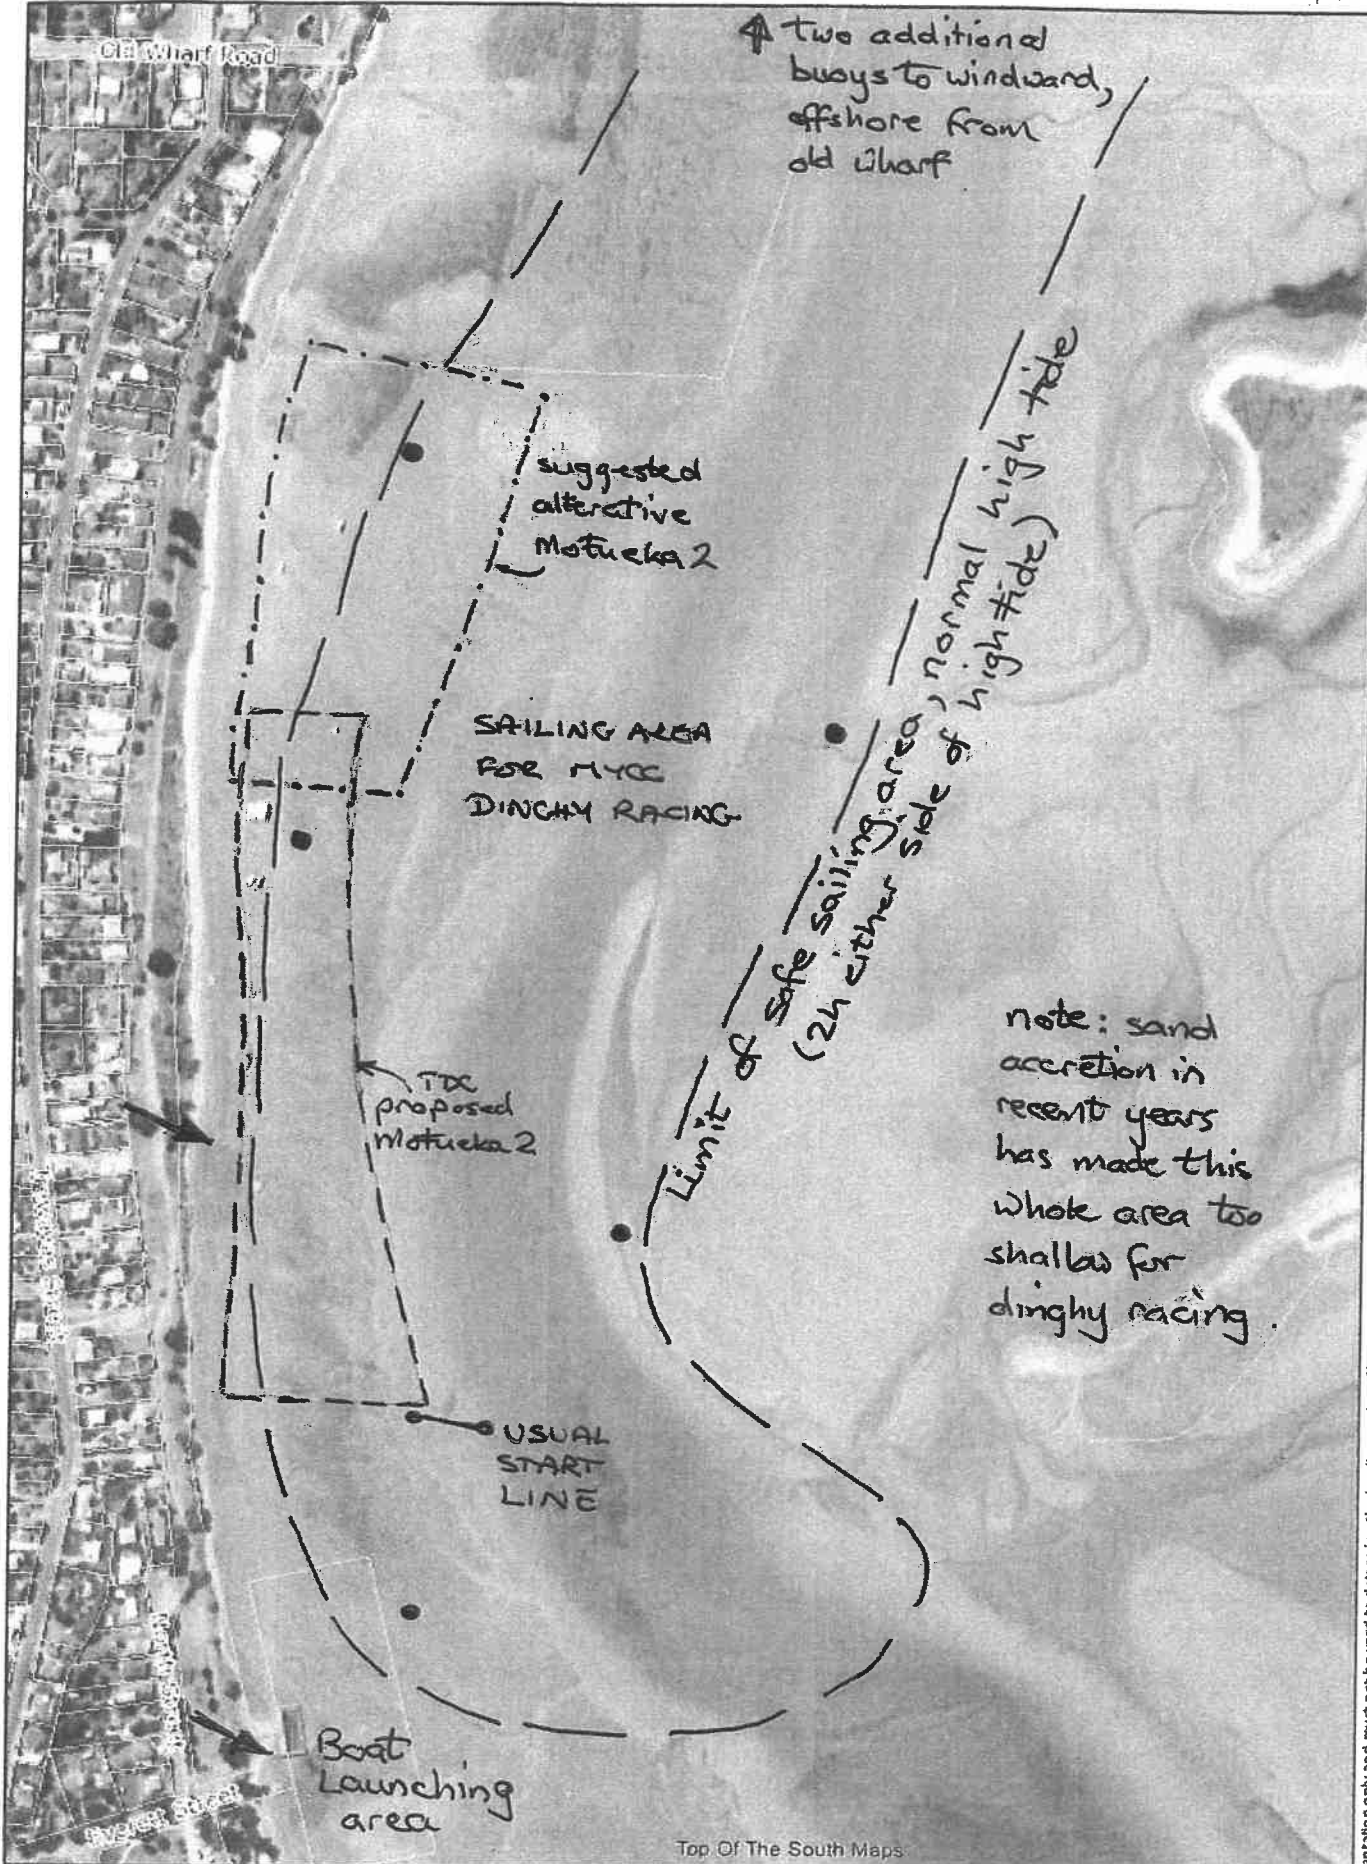 Old Wharf Road
Two additional
buoys to windward,
offshore from
old wharf
suggested
alterative
Motueka 2
SAILING AREA
FOR MYCC
DINGHY RACING
Limit of safe sailing area, normal high tide
(2h either side of high tide)
TDC
proposed
Motueka 2
note: sand
accretion in
recent years
has made this
whole area too
shallow for
dinghy racing.
USUAL
START
LINE
Boat
Launching
area
Everest Street
Top Of The South Maps